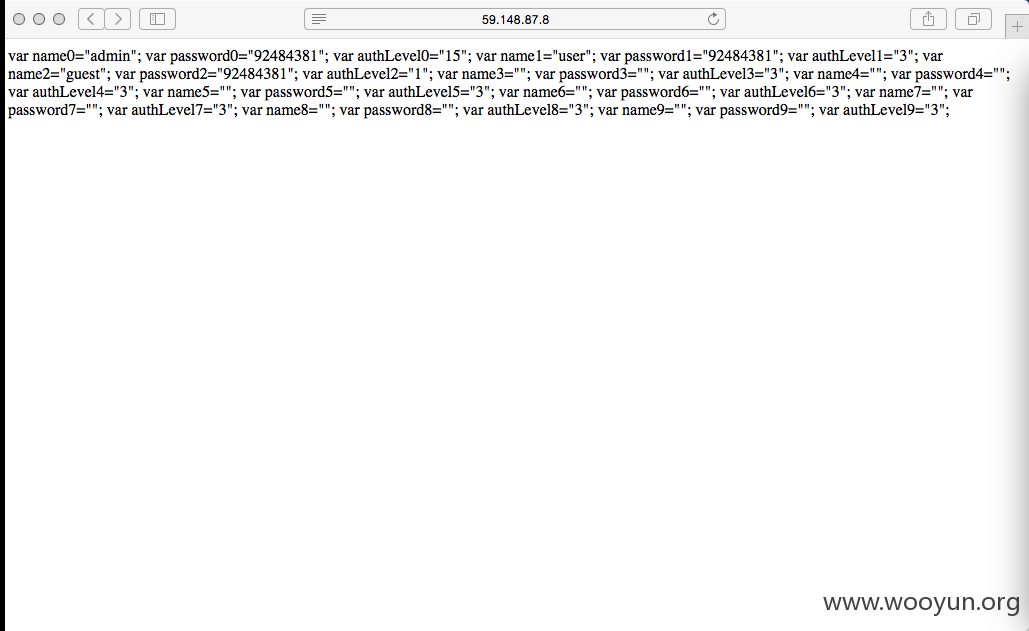 59.148.87.8
var name0="admin"; var password0="92484381"; var authLevel0="15"; var name1="user"; var password1="92484381"; var authLevel1="3"; var
name2="guest"; var password2="92484381"; var authLevel2="1"; var name3=""; var password3=""; var authLevel3="3"; var name4=""; var password4="";
var authLevel4="3"; var name5=""; var password5=""; var authLevel5="3"; var name6=""; var password6=""; var authLevel6="3"; var name7=""; var
password7=""; var authLevel7="3"; var name8=""; var password8=""; var authLevel8="3"; var name9=""; var password9=""; var authLevel9="3";
www.wooyun.org